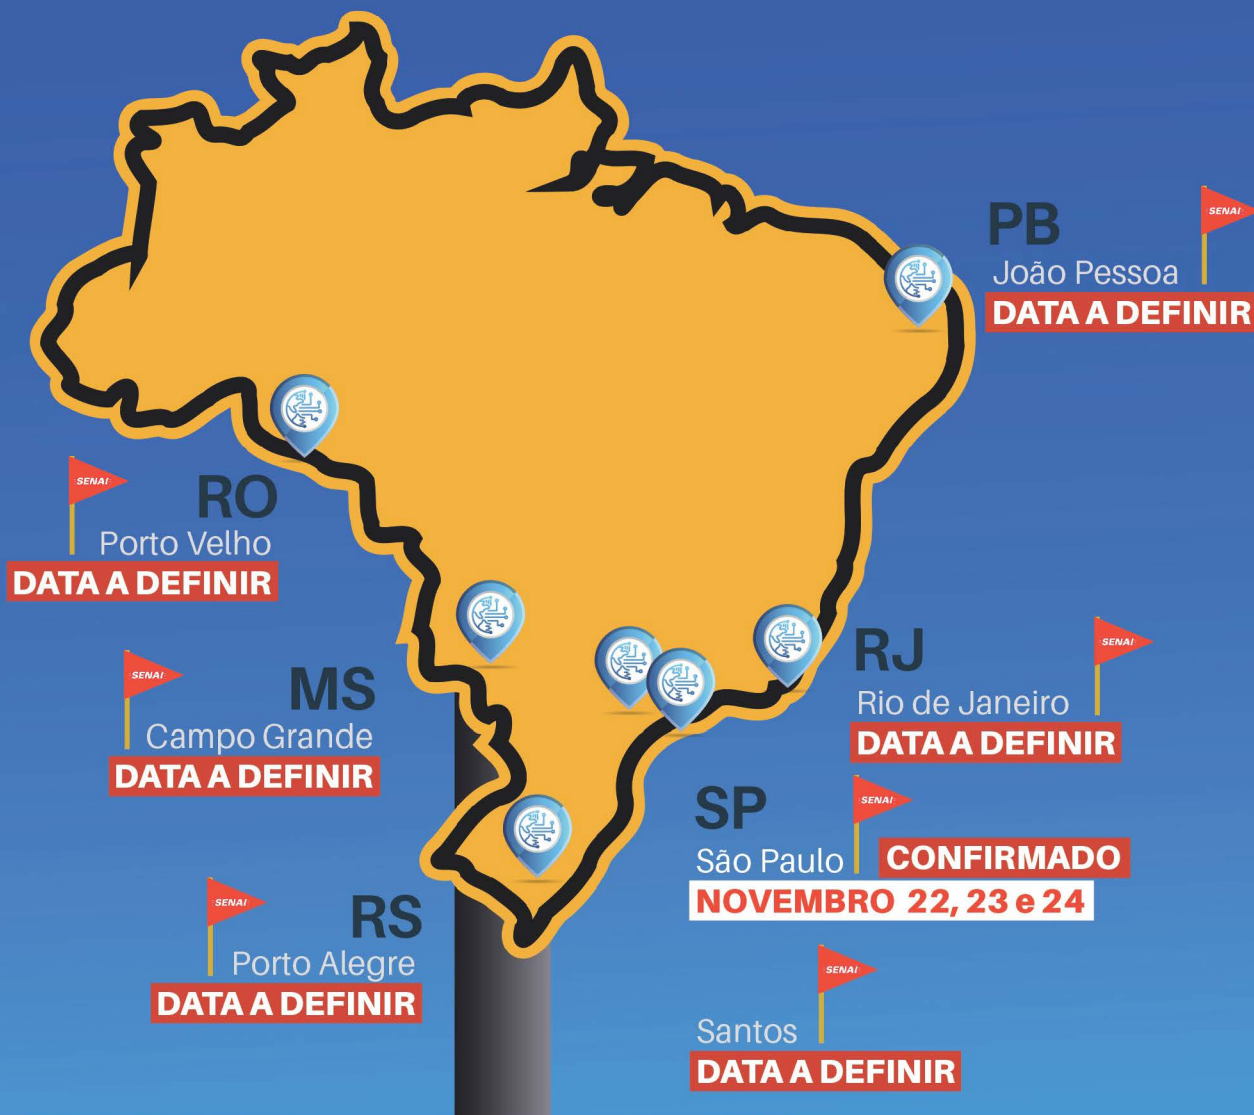 PB
SENAI
João Pessoa
DATA A DEFINIR
SENAI
RO
Porto Velho
DATA A DEFINIR
SENAI
MS
Campo Grande
DATA A DEFINIR
RJ
SENAI
Rio de Janeiro
DATA A DEFINIR
SP
SENAI
São Paulo
CONFIRMADO
NOVEMBRO 22, 23 e 24
SENAI
RS
Porto Alegre
DATA A DEFINIR
SENAI
Santos
DATA A DEFINIR